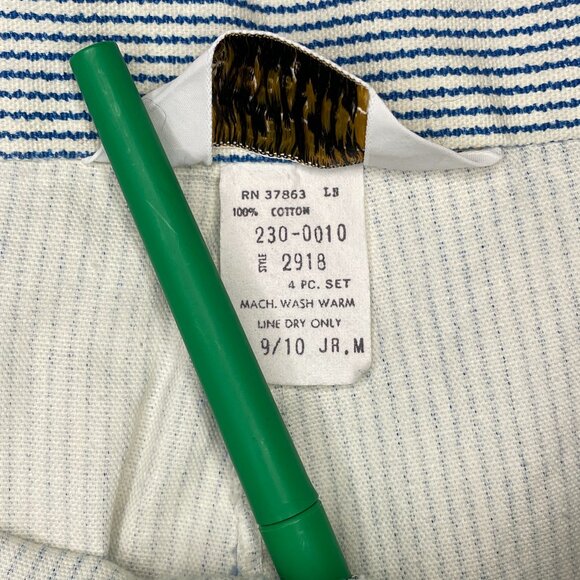 RN 37863 LB
100% COTTON
230-0010
STYLE 2918
4 PC. SET
MACH. WASH WARM
LINE DRY ONLY
9/10 JR.M